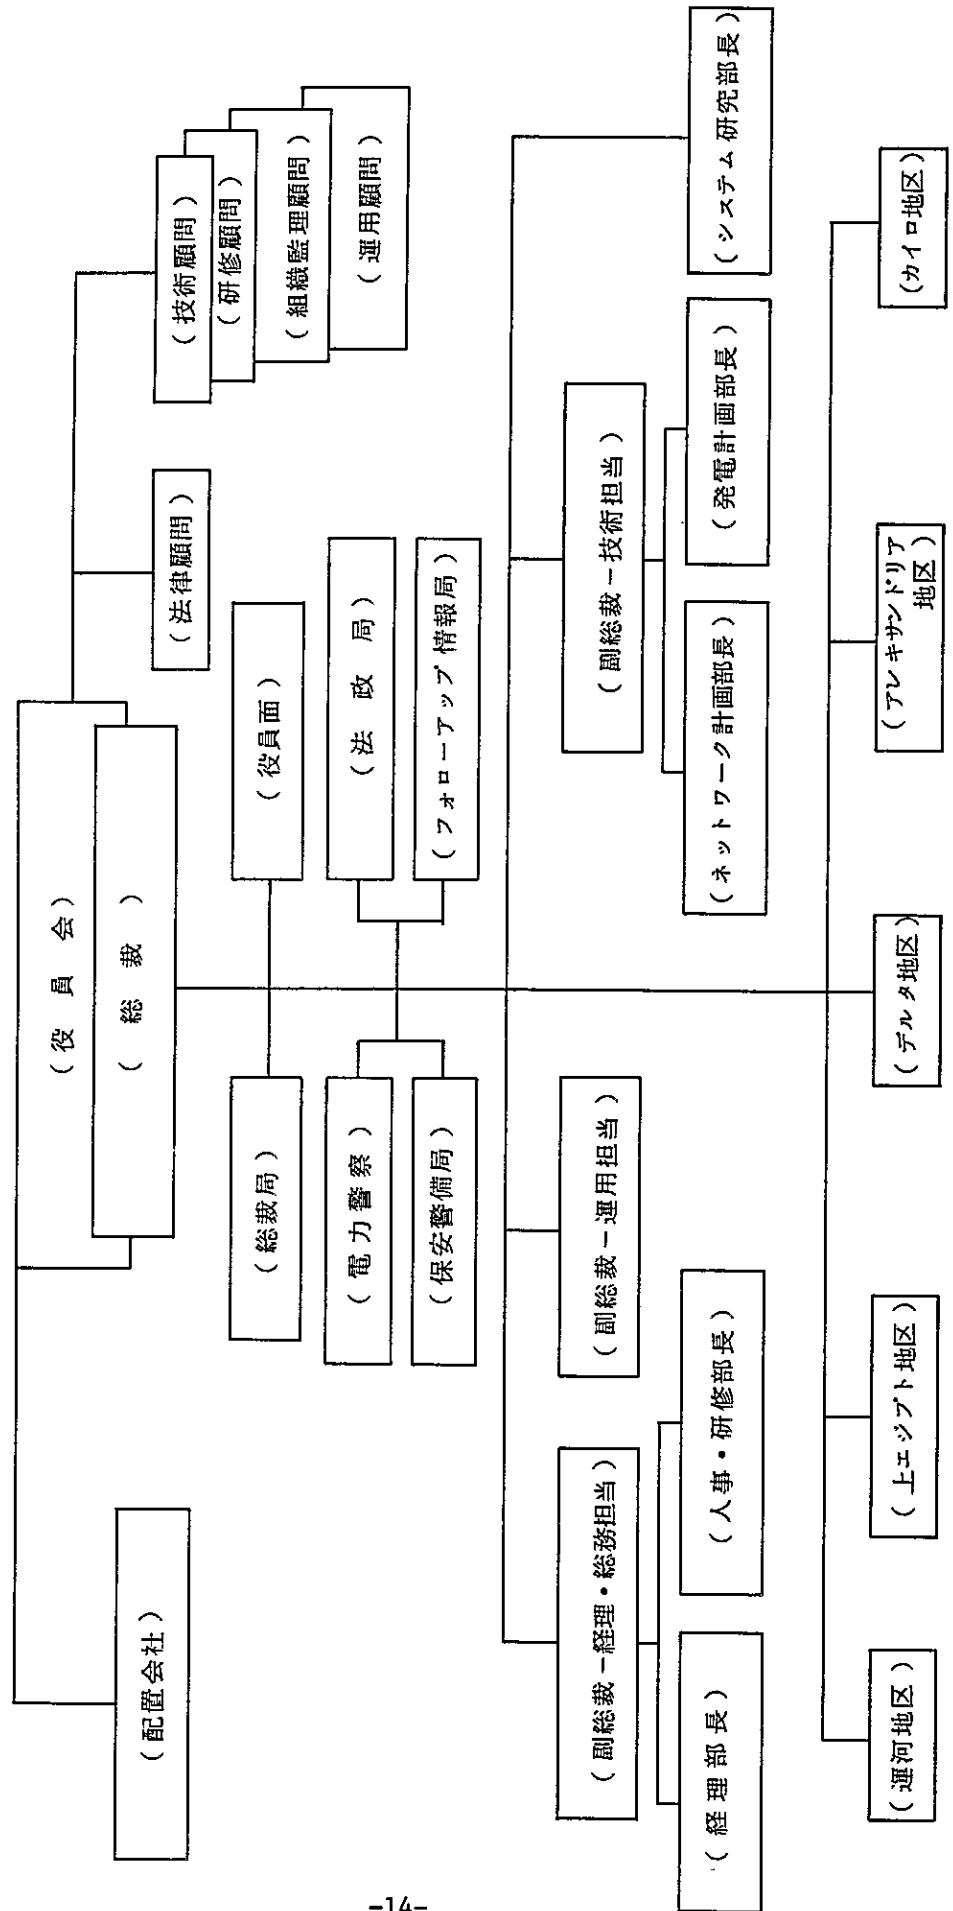 (役員会)
(総裁)
(配置会社)
(法律顧問)
(技術顧問)
(研修顧問)
(組織監理顧問)
(運用顧問)
(総裁局)
(役員面)
(電力警察)
(法政局)
(保安警備局)
(フォローアップ情報局)
(副総裁-経理・総務担当)
(副総裁-運用担当)
(副総裁-技術担当)
(システム研究部長)
(経理部長)
(人事・研修部長)
(ネットワーク計画部長)
(発電計画部長)
(運河地区)
(上エジプト地区)
(デルタ地区)
(アレキサンドリア
地区)
(カイロ地区)
-14-